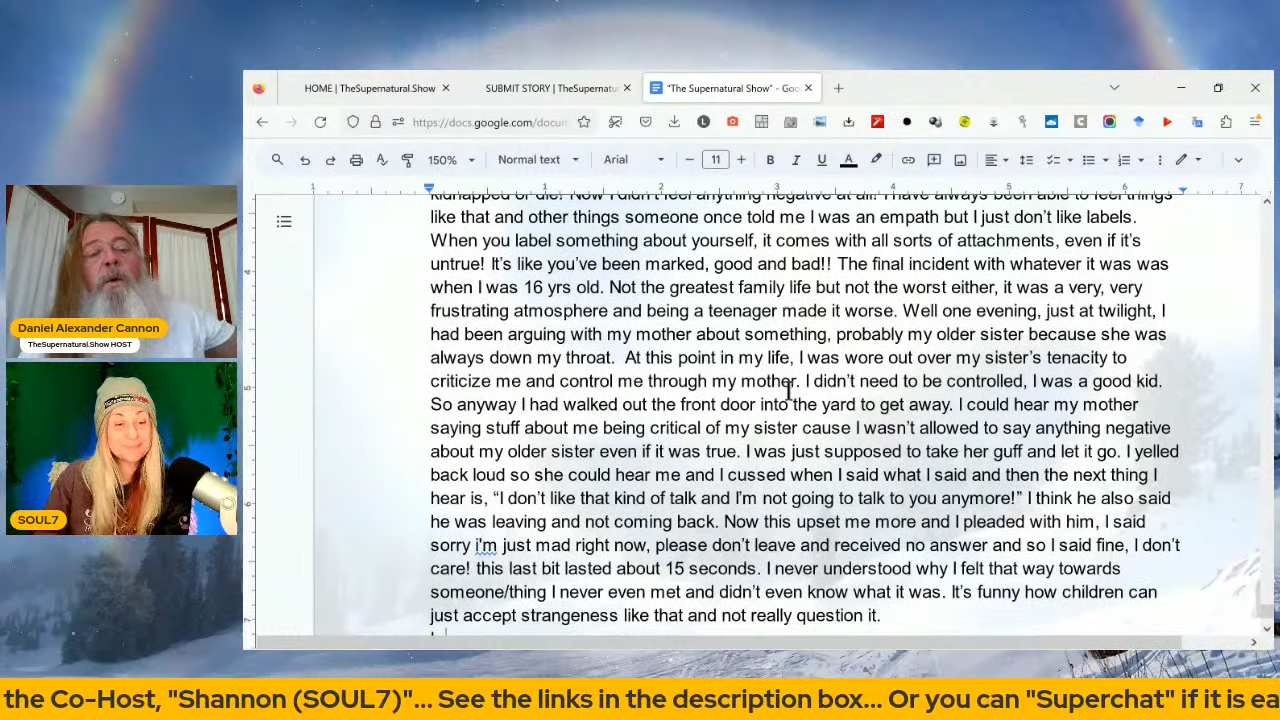 HOME | TheSupernatural.Show
SUBMIT STORY | TheSupernatu
"The Supernatural Show" - Goo
https://docs.google.com/docum
150%
Normal text
Arial
11
1 1 2 3 4 5 6 7
like that and other things someone once told me I was an empath but I just don’t like labels.
When you label something about yourself, it comes with all sorts of attachments, even if it’s
untrue! It’s like you’ve been marked, good and bad!! The final incident with whatever it was was
when I was 16 yrs old. Not the greatest family life but not the worst either, it was a very, very
frustrating atmosphere and being a teenager made it worse. Well one evening, just at twilight, I
had been arguing with my mother about something, probably my older sister because she was
always down my throat.  At this point in my life, I was wore out over my sister’s tenacity to
criticize me and control me through my mother. I didn’t need to be controlled, I was a good kid.
So anyway I had walked out the front door into the yard to get away. I could hear my mother
saying stuff about me being critical of my sister cause I wasn’t allowed to say anything negative
about my older sister even if it was true. I was just supposed to take her guff and let it go. I yelled
back loud so she could hear me and I cussed when I said what I said and then the next thing I
hear is, “I don’t like that kind of talk and I’m not going to talk to you anymore!” I think he also said
he was leaving and not coming back. Now this upset me more and I pleaded with him, I said
sorry i'm just mad right now, please don’t leave and received no answer and so I said fine, I don’t
care! this last bit lasted about 15 seconds. I never understood why I felt that way towards
someone/thing I never even met and didn’t even know what it was. It’s funny how children can
just accept strangeness like that and not really question it.
Daniel Alexander Cannon
TheSupernatural.Show HOST
SOUL7
the Co-Host, "Shannon (SOUL7)"... See the links in the description box... Or you can "Superchat" if it is ea